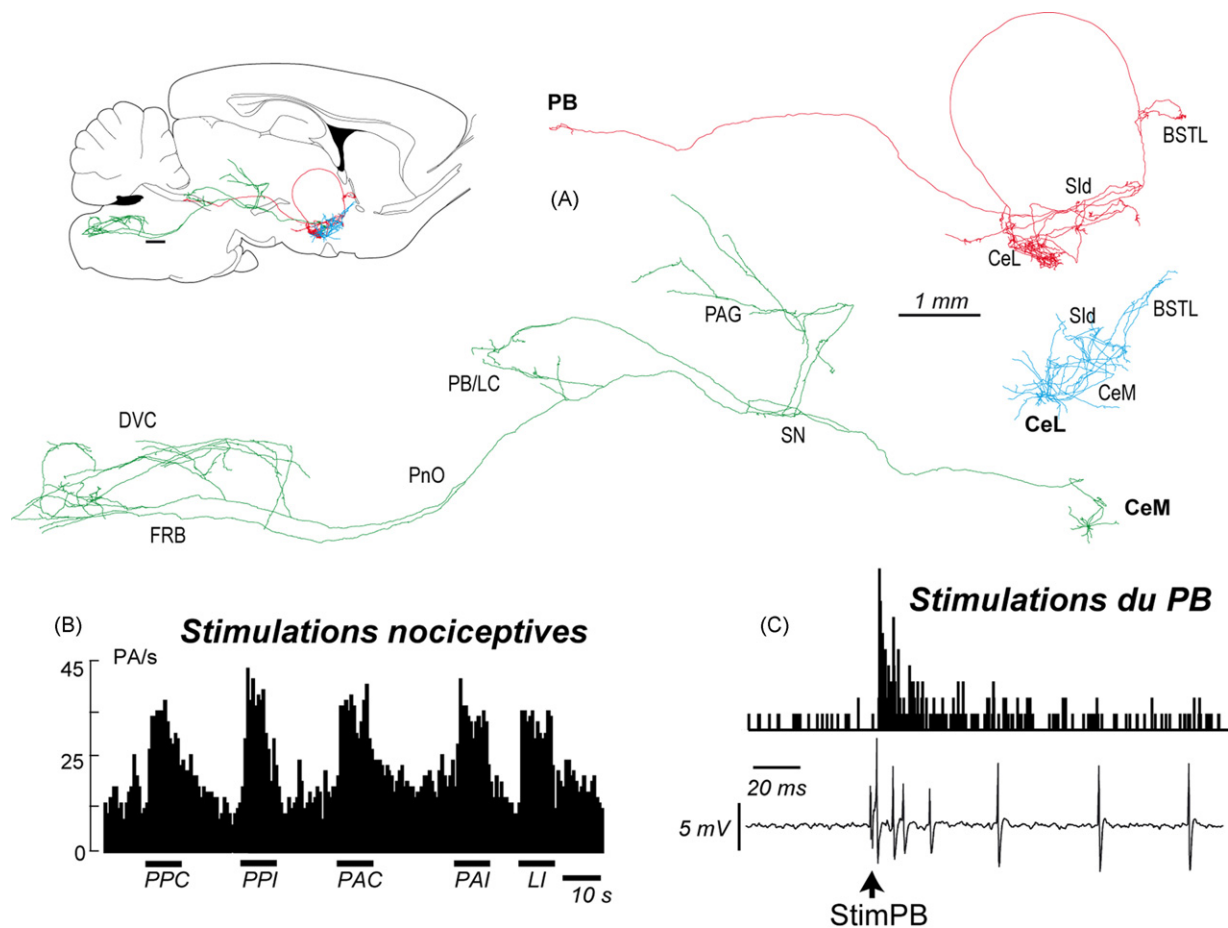 PB
BSTL
(A)
SId
CeL
1 mm
PAG
SId
BSTL
PB/LC
CeM
CeL
DVC
SN
PnO
CeM
FRB
(B)
Stimulations nociceptives
PA/s
45
25
0
PPC
PPI
PAC
PAI
LI
10 s
Stimulations du PB
(C)
20 ms
5 mV
StimPB